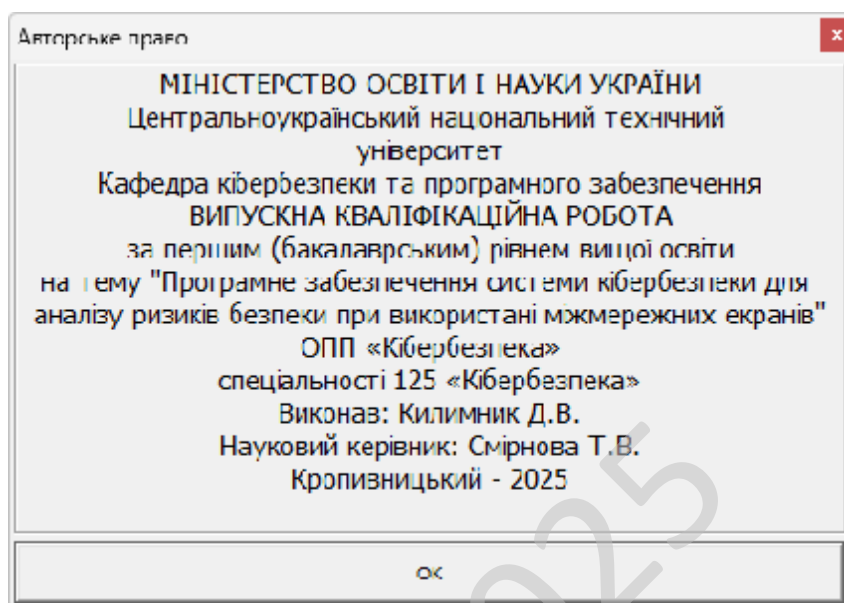 Авторське право
x
МІНІСТЕРСТВО ОСВІТИ І НАУКИ УКРАЇНИ
Центральноукраїнський національний технічний
університет
Кафедра кібербезпеки та програмного забезпечення
ВИПУСКНА КВАЛІФІКАЦІЙНА РОБОТА
за першим (бакалаврським) рівнем вищої освіти
на тему "Програмне забезпечення системи кібербезпеки для
аналізу ризиків безпеки при використані міжмережних екранів"
ОПП «Кібербезпека»
спеціальності 125 «Кібербезпека»
Виконав: Килимник Д.В.
Науковий керівник: Смірнова Т.В.
Кропивницький - 2025
ОК
2025